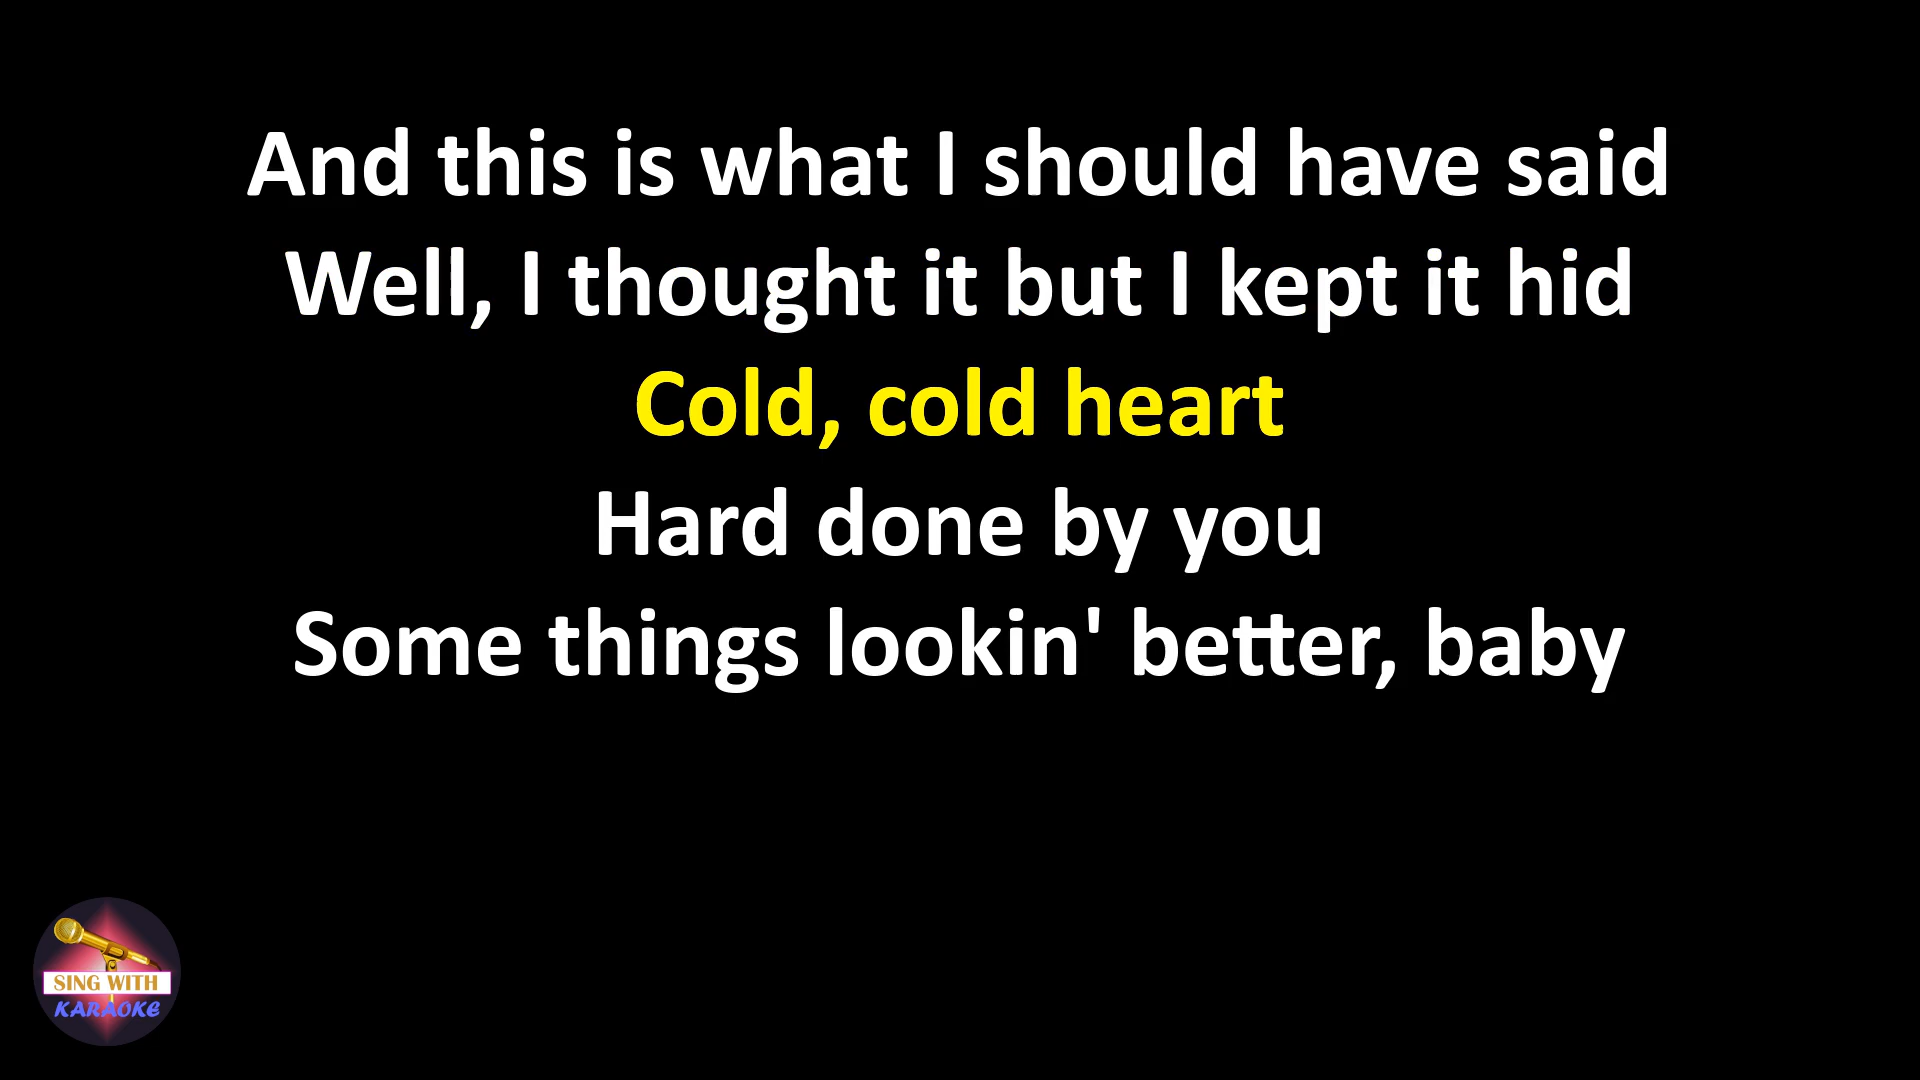 And this is what I should have said
Well, I thought it but I kept it hid
Cold, cold heart
Hard done by you
Some things lookin' better, baby
SING WITH
KARAOKE